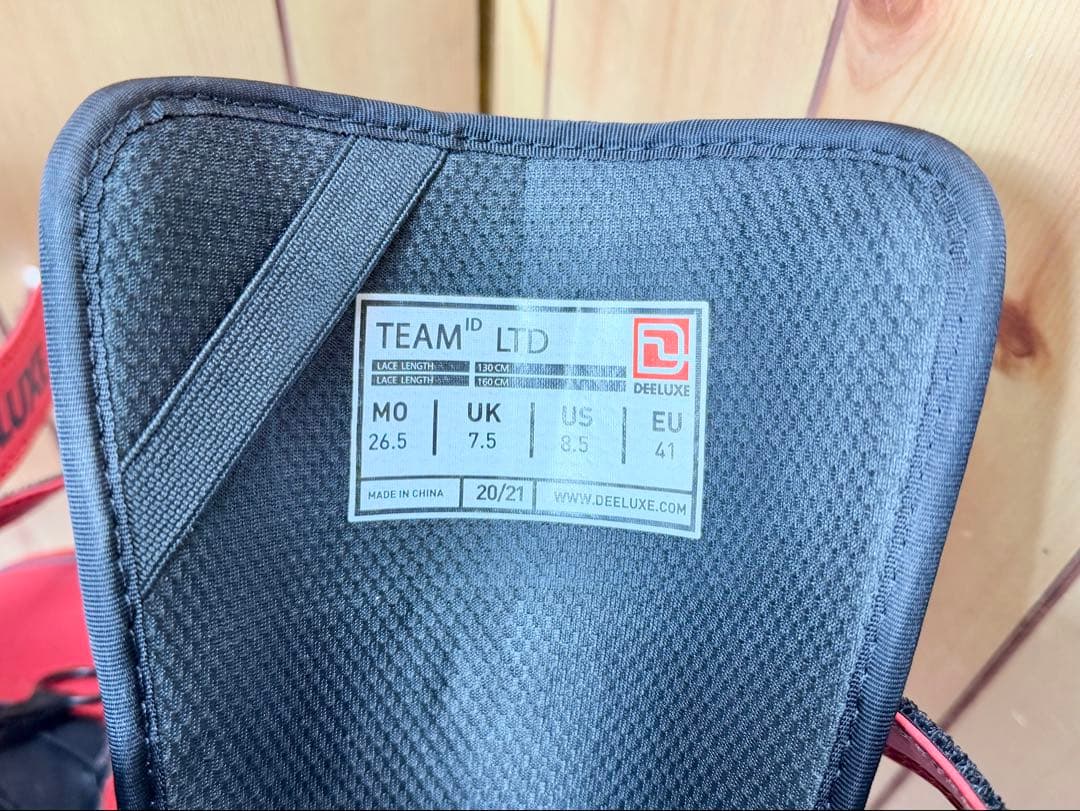 TEAM ID LTD
LACE LENGTH 130 CM
LACE LENGTH 160 CM
DEELUXE
MO UK US EU
26.5 7.5 8.5 41
MADE IN CHINA 20/21 WWW.DEELUXE.COM